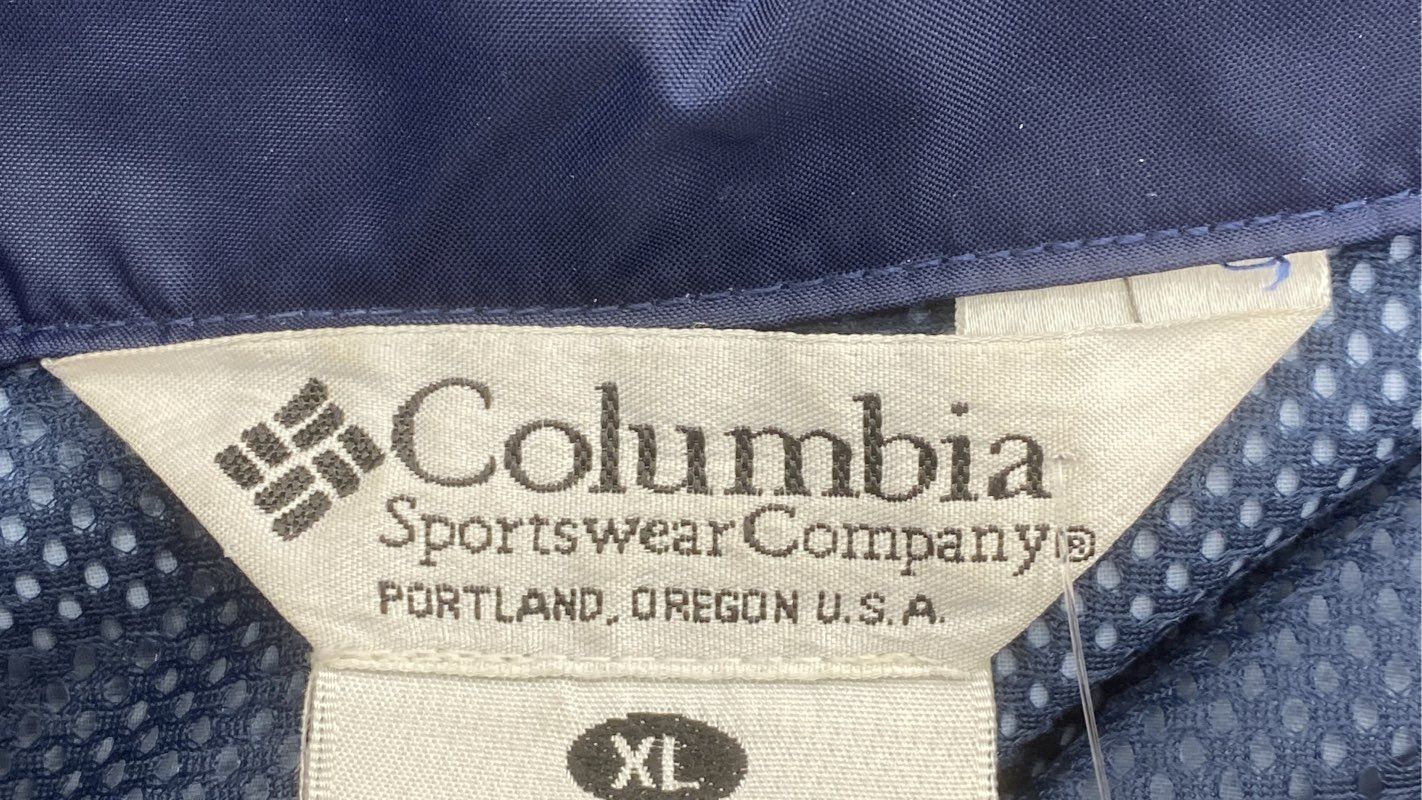 Columbia
Sportswear Company®
PORTLAND, OREGON U.S.A.
XL